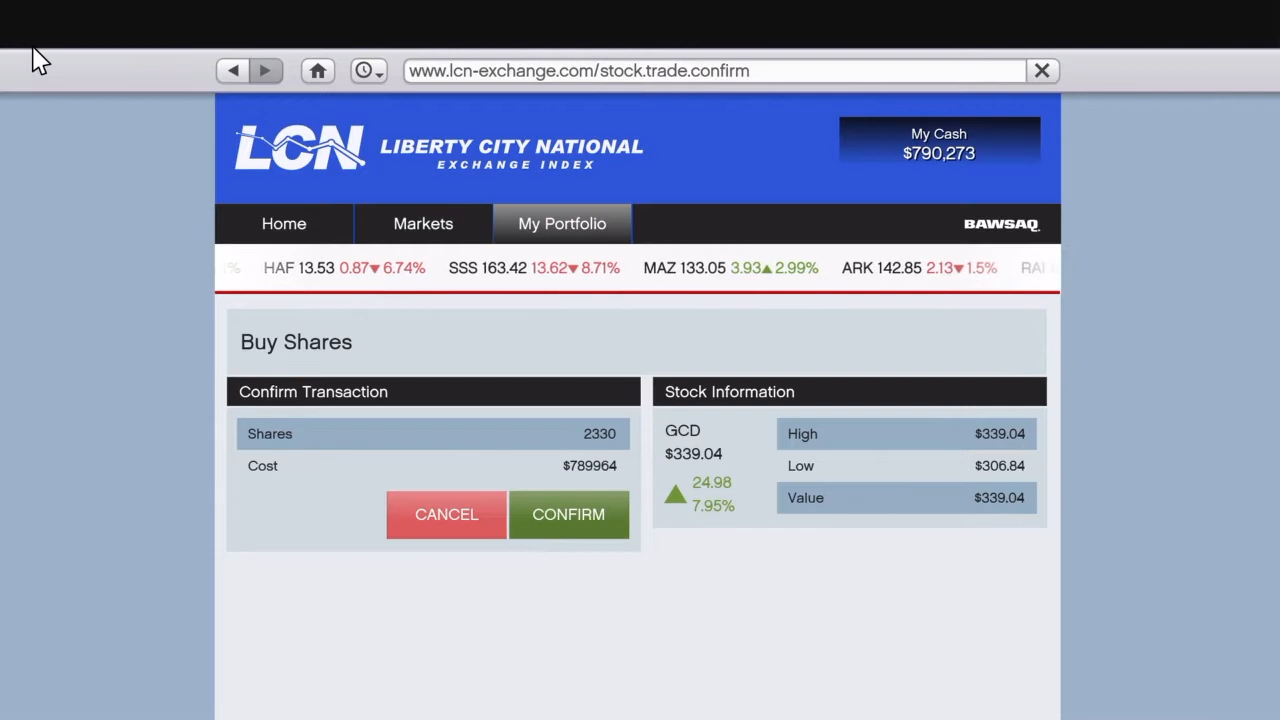 www.lcn-exchange.com/stock.trade.confirm
LCN LIBERTY CITY NATIONAL
EXCHANGE INDEX
My Cash
$790,273
Home Markets My Portfolio BAWSAQ
HAF 13.53 0.87▼6.74% SSS 163.42 13.62▼8.71% MAZ 133.05 3.93▲2.99% ARK 142.85 2.13▼1.5%
Buy Shares
Confirm Transaction
Shares 2330
Cost $789964
CANCEL CONFIRM
Stock Information
GCD
$339.04
24.98
7.95%
High $339.04
Low $306.84
Value $339.04